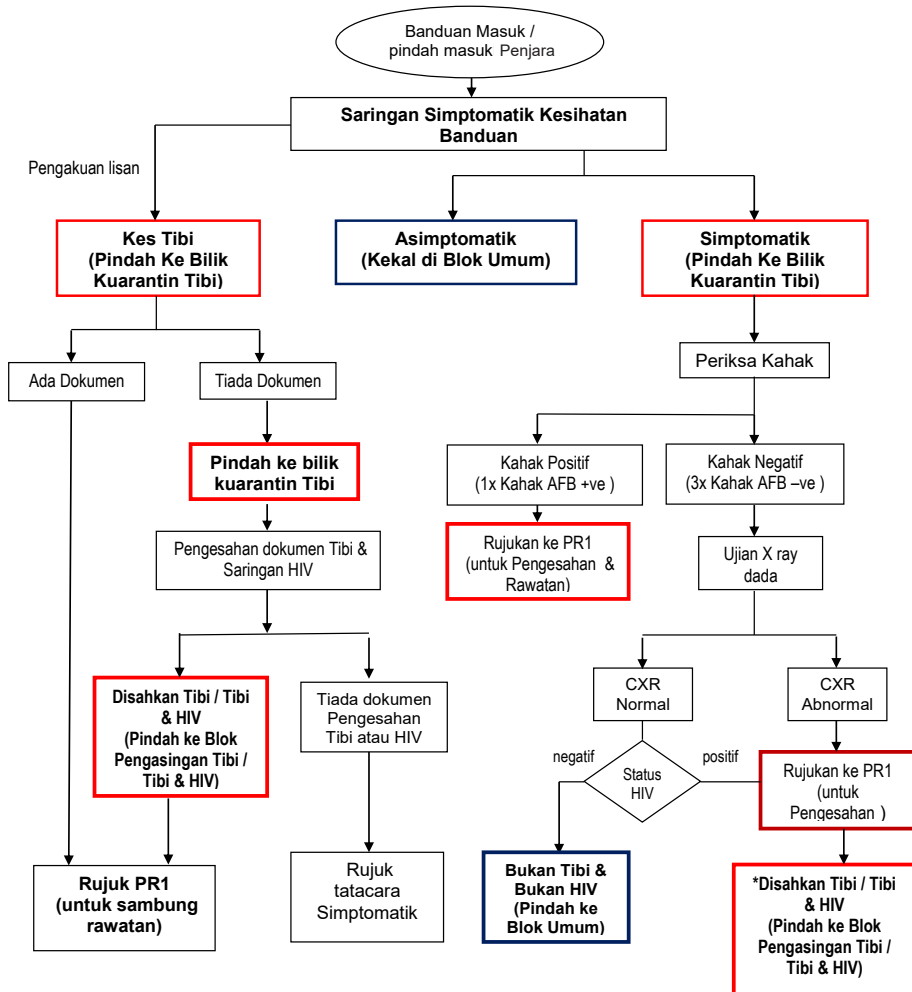 Banduan Masuk /
pindah masuk Penjara
Saringan Simptomatik Kesihatan
Banduan
Pengakuan lisan
Kes Tibi
(Pindah Ke Bilik
Kuarantin Tibi)
Asimptomatik
(Kekal di Blok Umum)
Simptomatik
(Pindah Ke Bilik
Kuarantin Tibi)
Ada Dokumen
Tiada Dokumen
Periksa Kahak
Pindah ke bilik
kuarantin Tibi
Kahak Positif
(1x Kahak AFB +ve )
Kahak Negatif
(3x Kahak AFB –ve )
Pengesahan dokumen Tibi &
Saringan HIV
Rujukan ke PR1
(untuk Pengesahan &
Rawatan)
Ujian X ray
dada
Disahkan Tibi / Tibi
& HIV
(Pindah ke Blok
Pengasingan Tibi /
Tibi & HIV)
Tiada dokumen
Pengesahan
Tibi atau HIV
CXR
Normal
CXR
Abnormal
negatif
Status
HIV
positif
Rujukan ke PR1
(untuk
Pengesahan )
Rujuk PR1
(untuk sambung
rawatan)
Rujuk
tatacara
Simptomatik
Bukan Tibi &
Bukan HIV
(Pindah ke
Blok Umum)
*Disahkan Tibi / Tibi
& HIV
(Pindah ke Blok
Pengasingan Tibi /
Tibi & HIV)